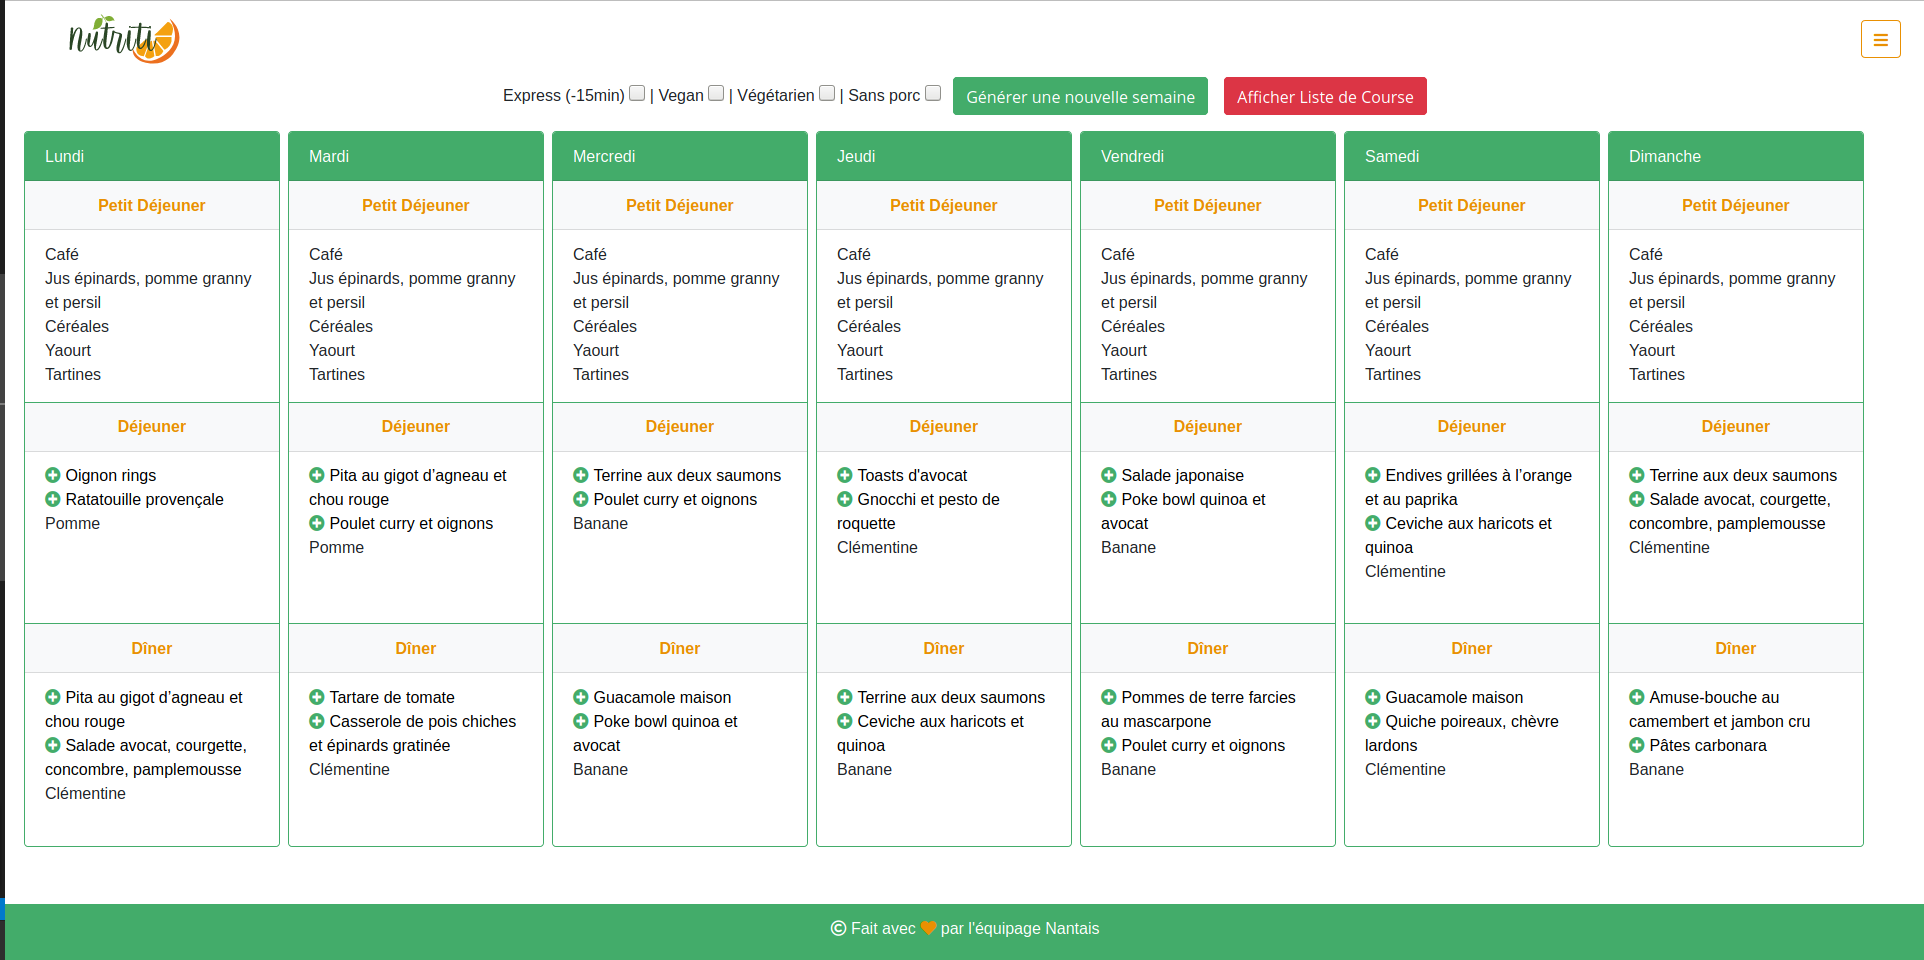 nutriti
Express (-15min) | Vegan | Végétarien | Sans porc
Générer une nouvelle semaine
Afficher Liste de Course
Lundi
Petit Déjeuner
Café
Jus épinards, pomme granny
et persil
Céréales
Yaourt
Tartines
Déjeuner
Oignon rings
Ratatouille provençale
Pomme
Dîner
Pita au gigot d’agneau et
chou rouge
Salade avocat, courgette,
concombre, pamplemousse
Clémentine
Mardi
Petit Déjeuner
Café
Jus épinards, pomme granny
et persil
Céréales
Yaourt
Tartines
Déjeuner
Pita au gigot d’agneau et
chou rouge
Poulet curry et oignons
Pomme
Dîner
Tartare de tomate
Casserole de pois chiches
et épinards gratinée
Clémentine
Mercredi
Petit Déjeuner
Café
Jus épinards, pomme granny
et persil
Céréales
Yaourt
Tartines
Déjeuner
Terrine aux deux saumons
Poulet curry et oignons
Banane
Dîner
Guacamole maison
Poke bowl quinoa et
avocat
Banane
Jeudi
Petit Déjeuner
Café
Jus épinards, pomme granny
et persil
Céréales
Yaourt
Tartines
Déjeuner
Toasts d'avocat
Gnocchi et pesto de
roquette
Clémentine
Dîner
Terrine aux deux saumons
Ceviche aux haricots et
quinoa
Banane
Vendredi
Petit Déjeuner
Café
Jus épinards, pomme granny
et persil
Céréales
Yaourt
Tartines
Déjeuner
Salade japonaise
Poke bowl quinoa et
avocat
Banane
Dîner
Pommes de terre farcies
au mascarpone
Poulet curry et oignons
Banane
Samedi
Petit Déjeuner
Café
Jus épinards, pomme granny
et persil
Céréales
Yaourt
Tartines
Déjeuner
Endives grillées à l’orange
et au paprika
Ceviche aux haricots et
quinoa
Clémentine
Dîner
Guacamole maison
Quiche poireaux, chèvre
lardons
Clémentine
Dimanche
Petit Déjeuner
Café
Jus épinards, pomme granny
et persil
Céréales
Yaourt
Tartines
Déjeuner
Terrine aux deux saumons
Salade avocat, courgette,
concombre, pamplemousse
Clémentine
Dîner
Amuse-bouche au
camembert et jambon cru
Pâtes carbonara
Banane
© Fait avec 🧡 par l'équipage Nantais